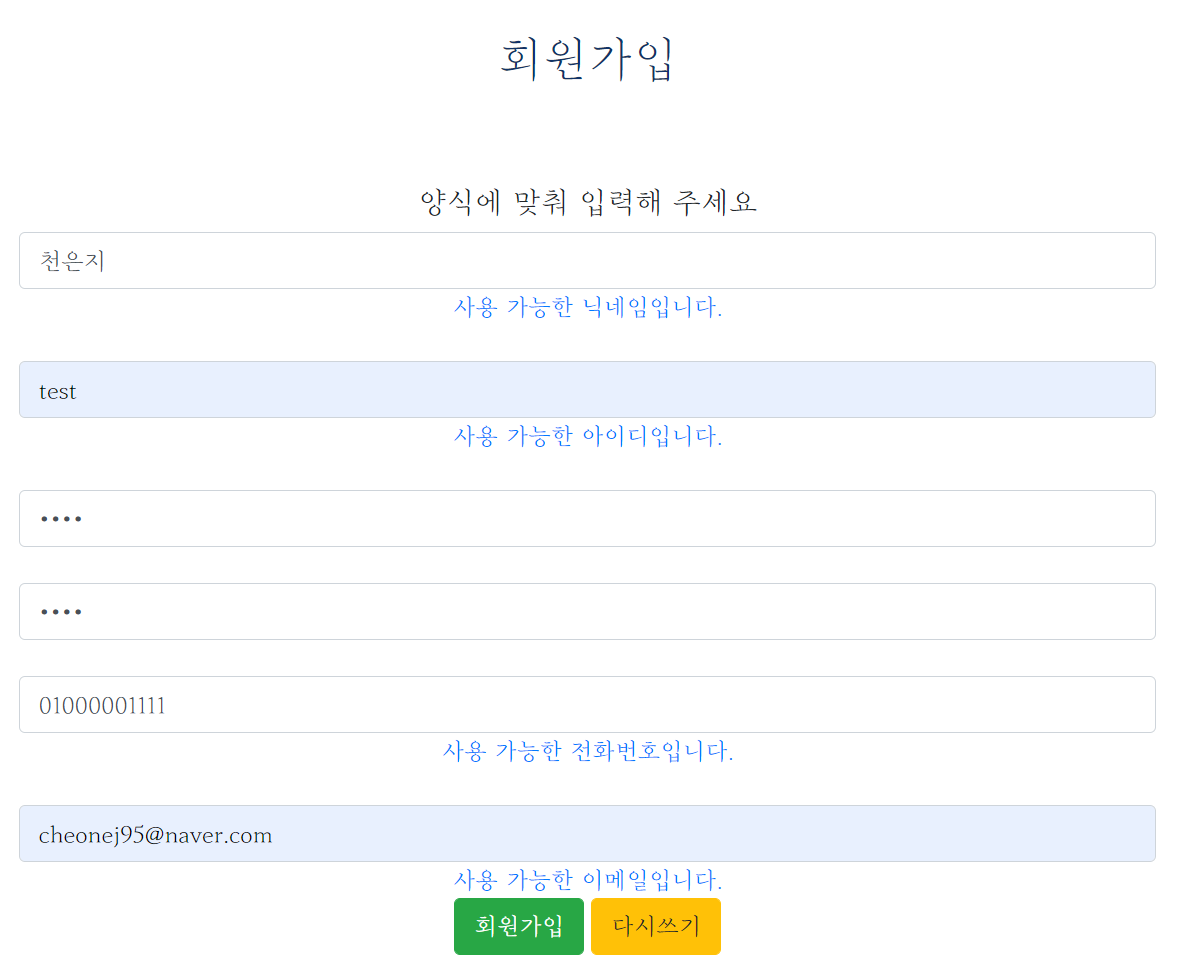 회원가입
양식에 맞춰 입력해 주세요
천은지
사용 가능한 닉네임입니다.
test
사용 가능한 아이디입니다.
••••
••••
01000001111
사용 가능한 전화번호입니다.
cheonej95@naver.com
사용 가능한 이메일입니다.
회원가입 다시쓰기